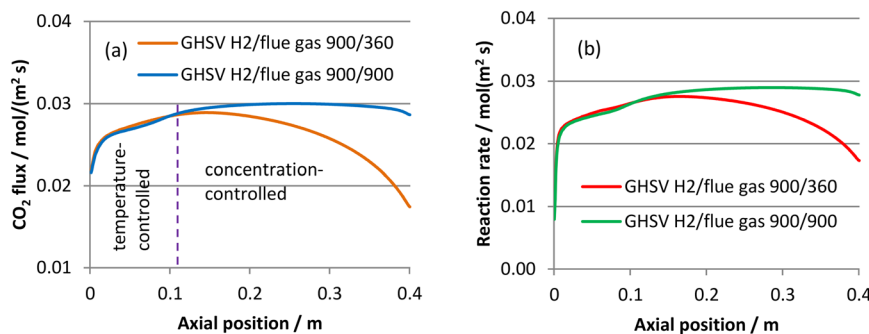 (a)
GHSV H2/flue gas 900/360
GHSV H2/flue gas 900/900
0.04
0.03
0.02
0.01
CO₂ flux / mol/(m² s)
temperature-
controlled
concentration-
controlled
0
0.1
0.2
0.3
0.4
Axial position / m
(b)
0.04
0.03
0.02
0.01
0.00
Reaction rate / mol(m² s)
GHSV H2/flue gas 900/360
GHSV H2/flue gas 900/900
0
0.1
0.2
0.3
0.4
Axial position / m